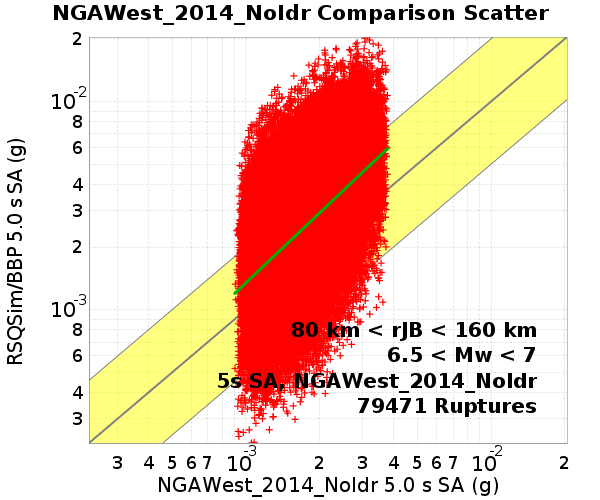 NGAWest_2014_NoIdr Comparison Scatter
RSQSim/BBP 5.0 s SA (g)
2
10-2
8
6
4
3
2
10-3
8
6
4
3
80 km < rJB < 160 km
6.5 < Mw < 7
5s SA, NGAWest_2014_NoIdr
79471 Ruptures
3 4 5 6 7 10-3 2 3 4 5 6 7 10-2 2
NGAWest_2014_NoIdr 5.0 s SA (g)